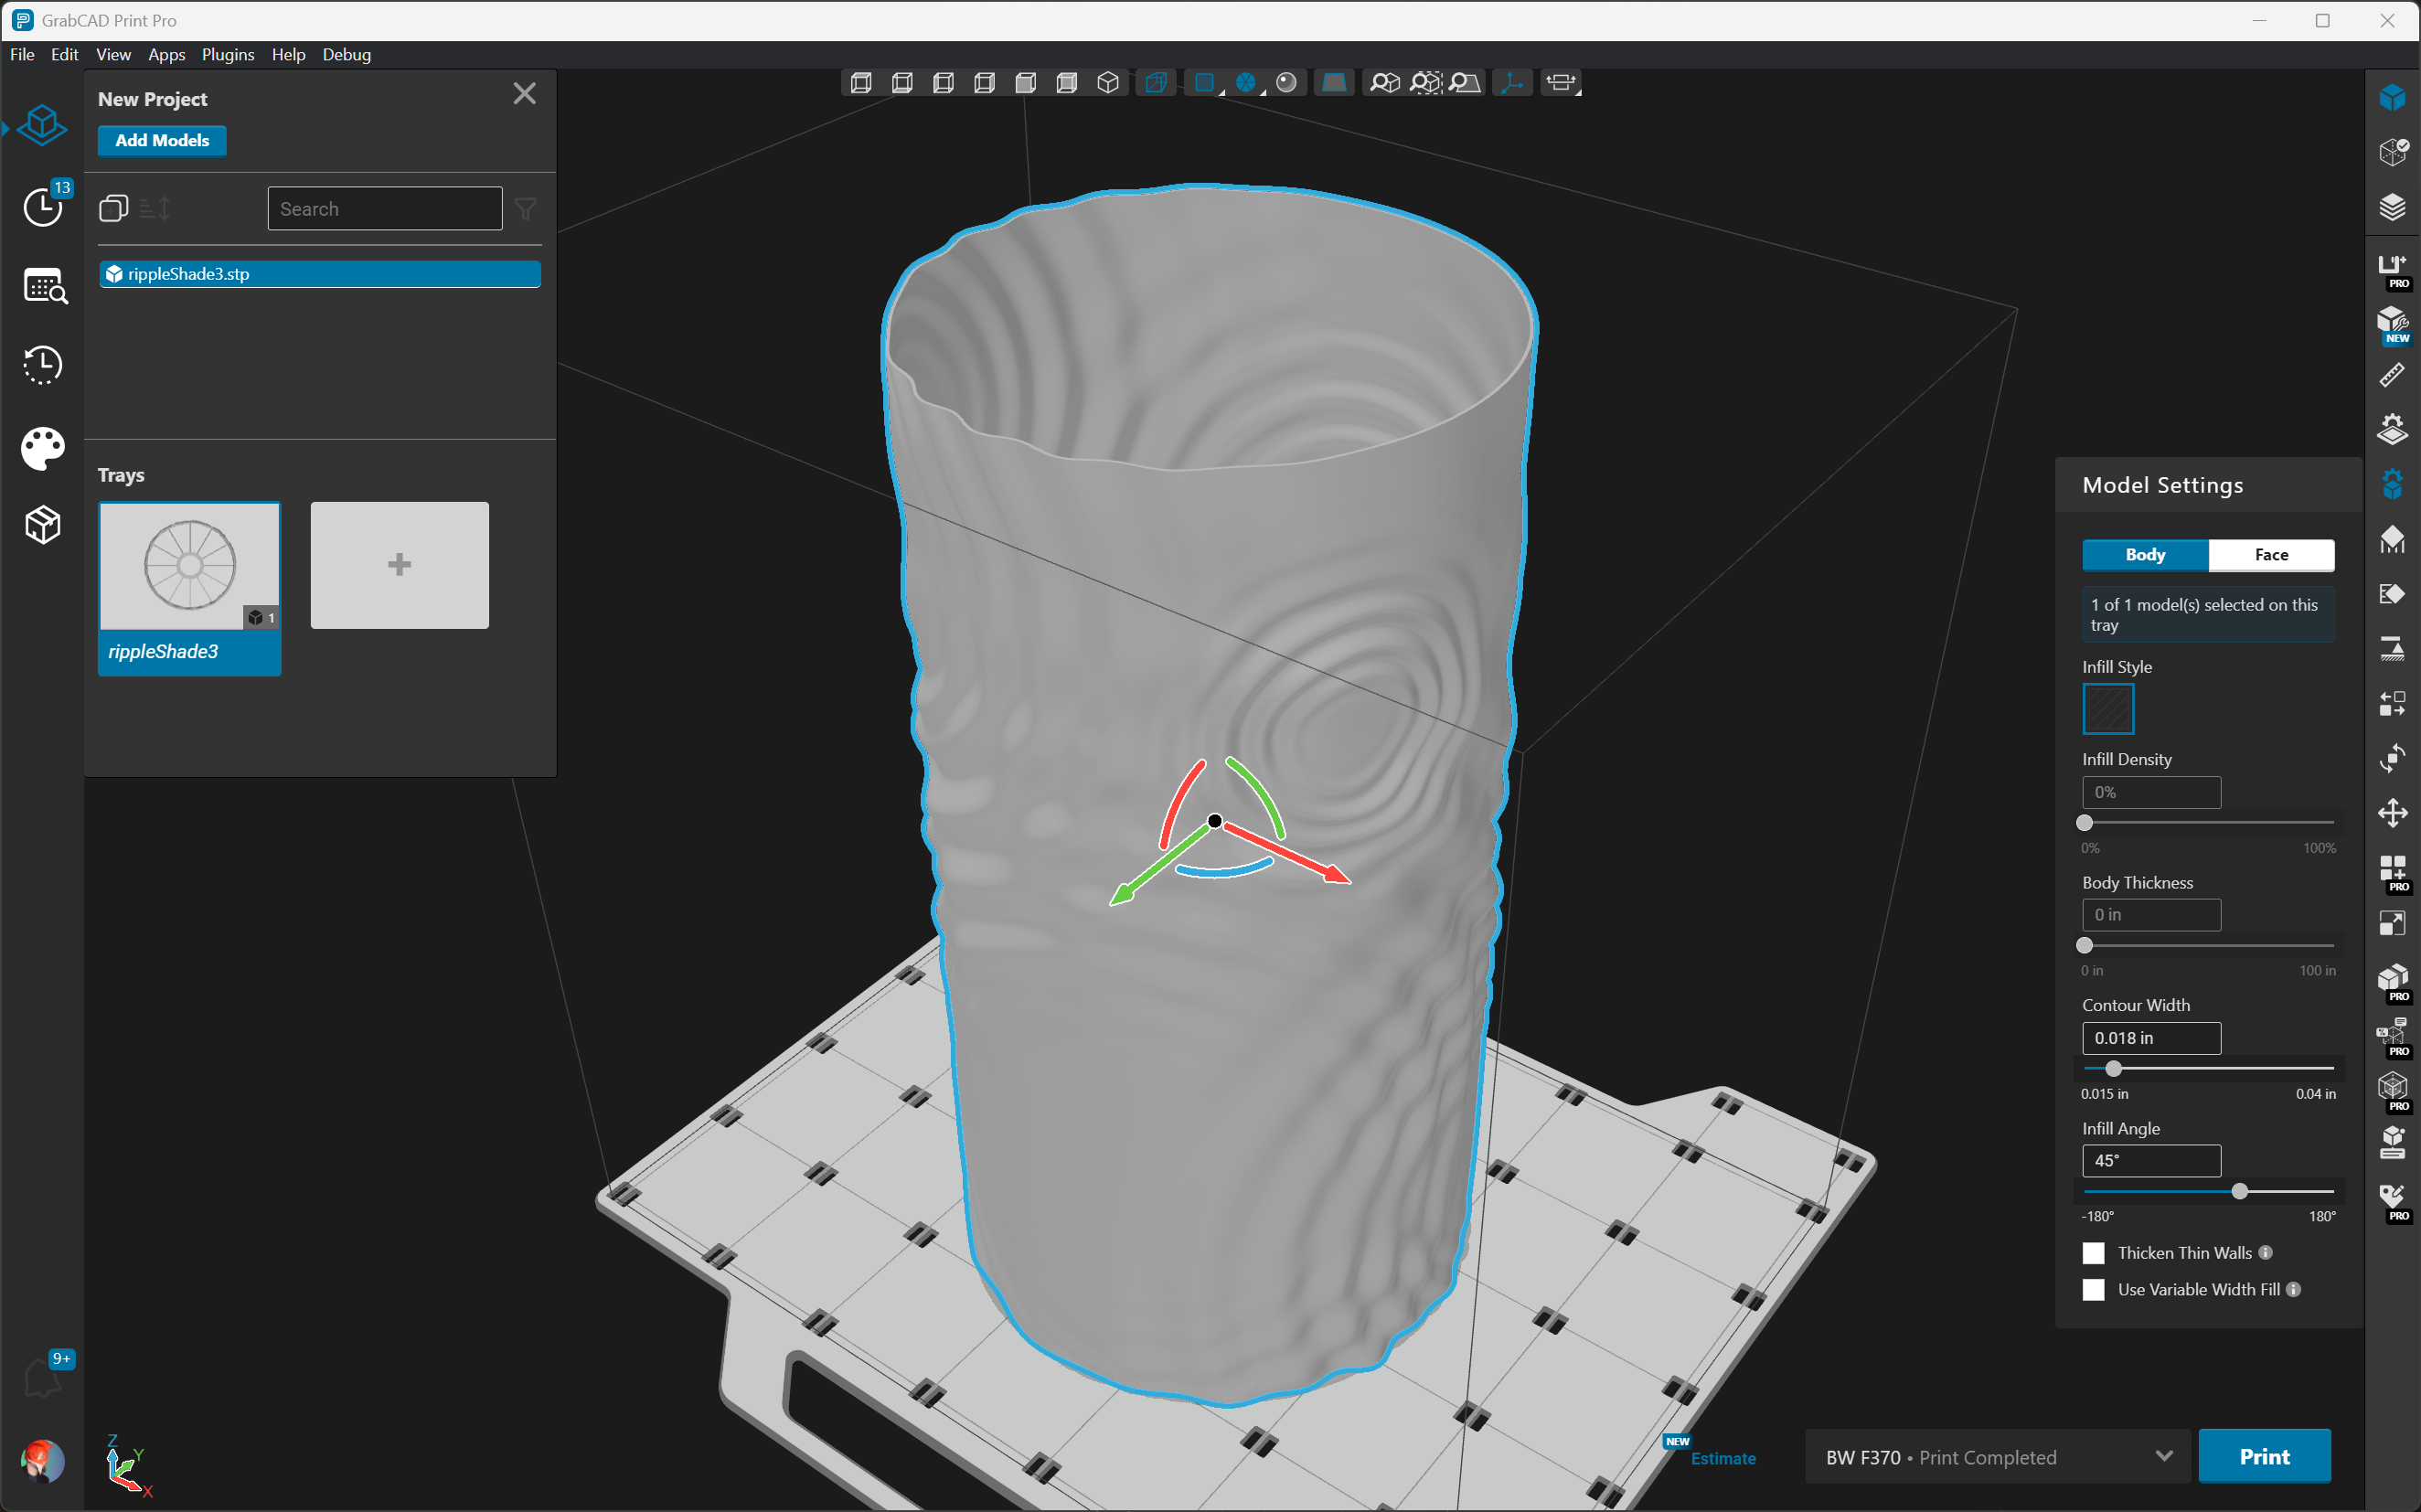 GrabCAD Print Pro
File Edit View Apps Plugins Help Debug
New Project
Add Models
13
Search
rippleShade3.stp
Trays
1
rippleShade3
9+
Z
Y
X
PRO
NEW
Model Settings
Body Face
1 of 1 model(s) selected on this
tray
Infill Style
Infill Density
0%
0% 100%
Body Thickness
0 in
0 in 100 in
Contour Width
0.018 in
0.015 in 0.04 in
Infill Angle
45°
-180° 180°
Thicken Thin Walls
Use Variable Width Fill
PRO
PRO
PRO
PRO
PRO
NEW
Estimate
BW F370 • Print Completed
Print